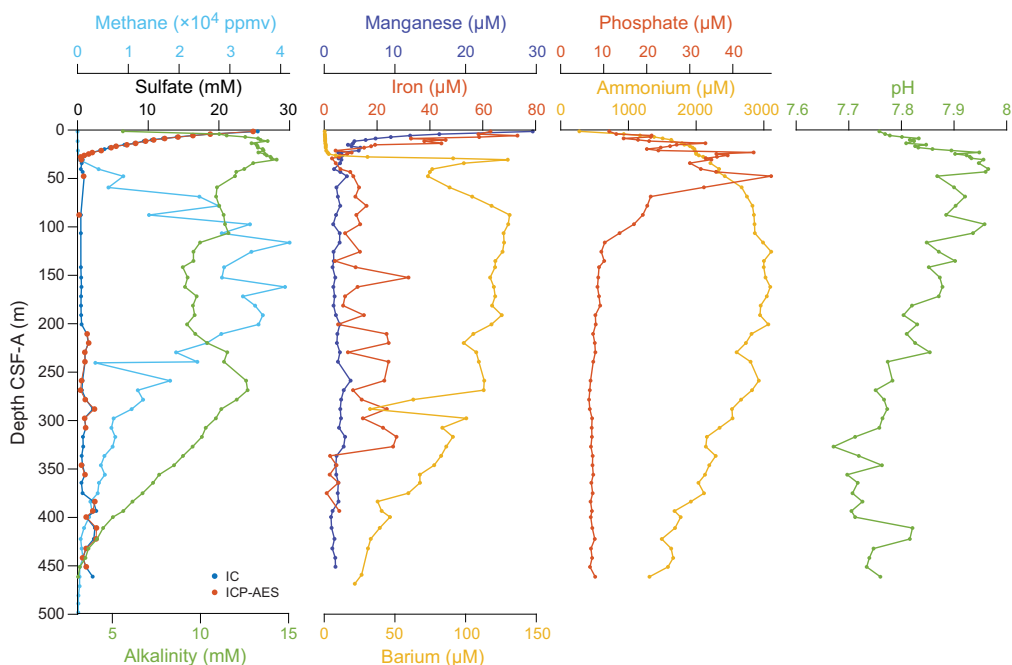 Methane (×10⁴ ppmv)
0 1 2 3 4
Sulfate (mM)
0 10 20 30
Manganese (μM)
0 10 20 30
Iron (μM)
0 20 40 60 80
Phosphate (μM)
0 10 20 30 40
Ammonium (μM)
0 1000 2000 3000
pH
7.6 7.7 7.8 7.9 8
Depth CSF-A (m)
0
50
100
150
200
250
300
350
400
450
500
IC
ICP-AES
5 10 15
Alkalinity (mM)
0 50 100 150
Barium (μM)